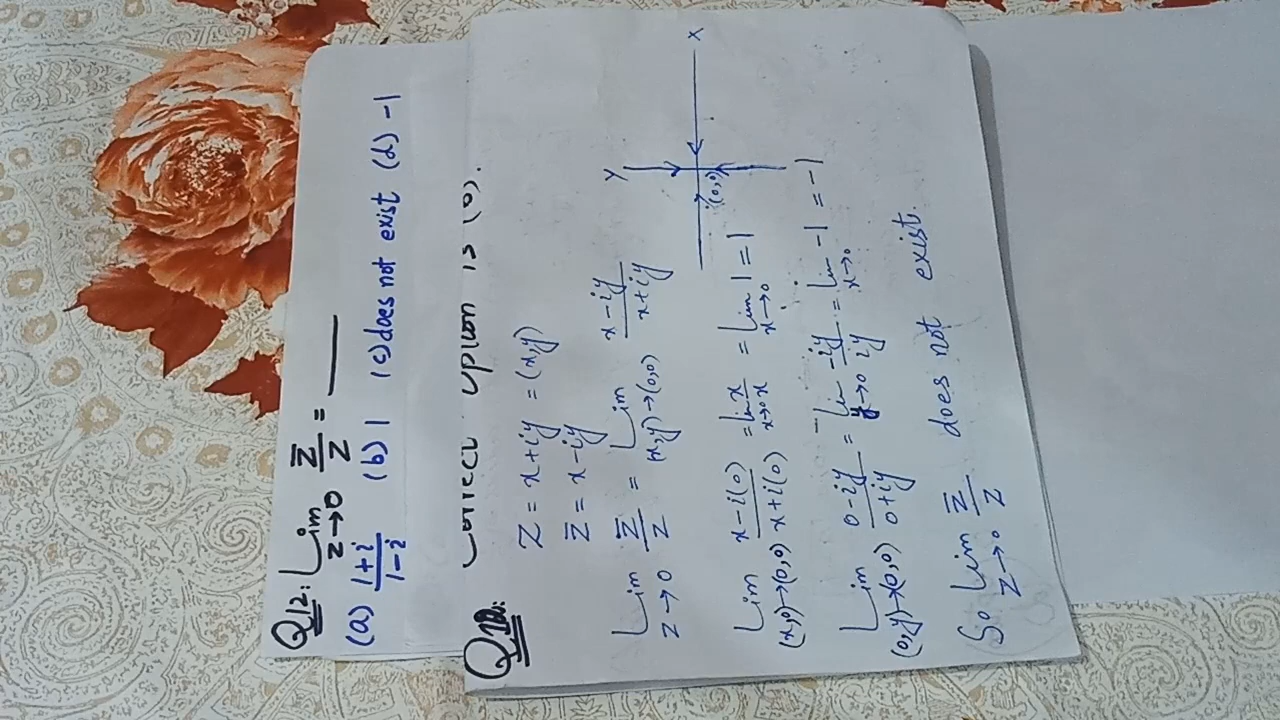 Q12: Lim z→0 z̅/z = ____
(a) (1+i)/(1-i) (b) 1 (c) does not exist (d) -1
Q12: Correct option is (c).
Z = x+iy = (x,y)
z̅ = x-iy
Lim z→0 z̅/z = Lim (x,y)→(0,0) (x-iy)/(x+iy)
Y
X
(0,0)
Lim (x,0)→(0,0) (x-i(0))/(x+i(0)) = Lim x→0 x/x = Lim x→0 1 = 1
Lim (0,y)→(0,0) (0-iy)/(0+iy) = Lim y→0 -iy/iy = Lim x→0 -1 = -1
So Lim z→0 z̅/z does not exist.